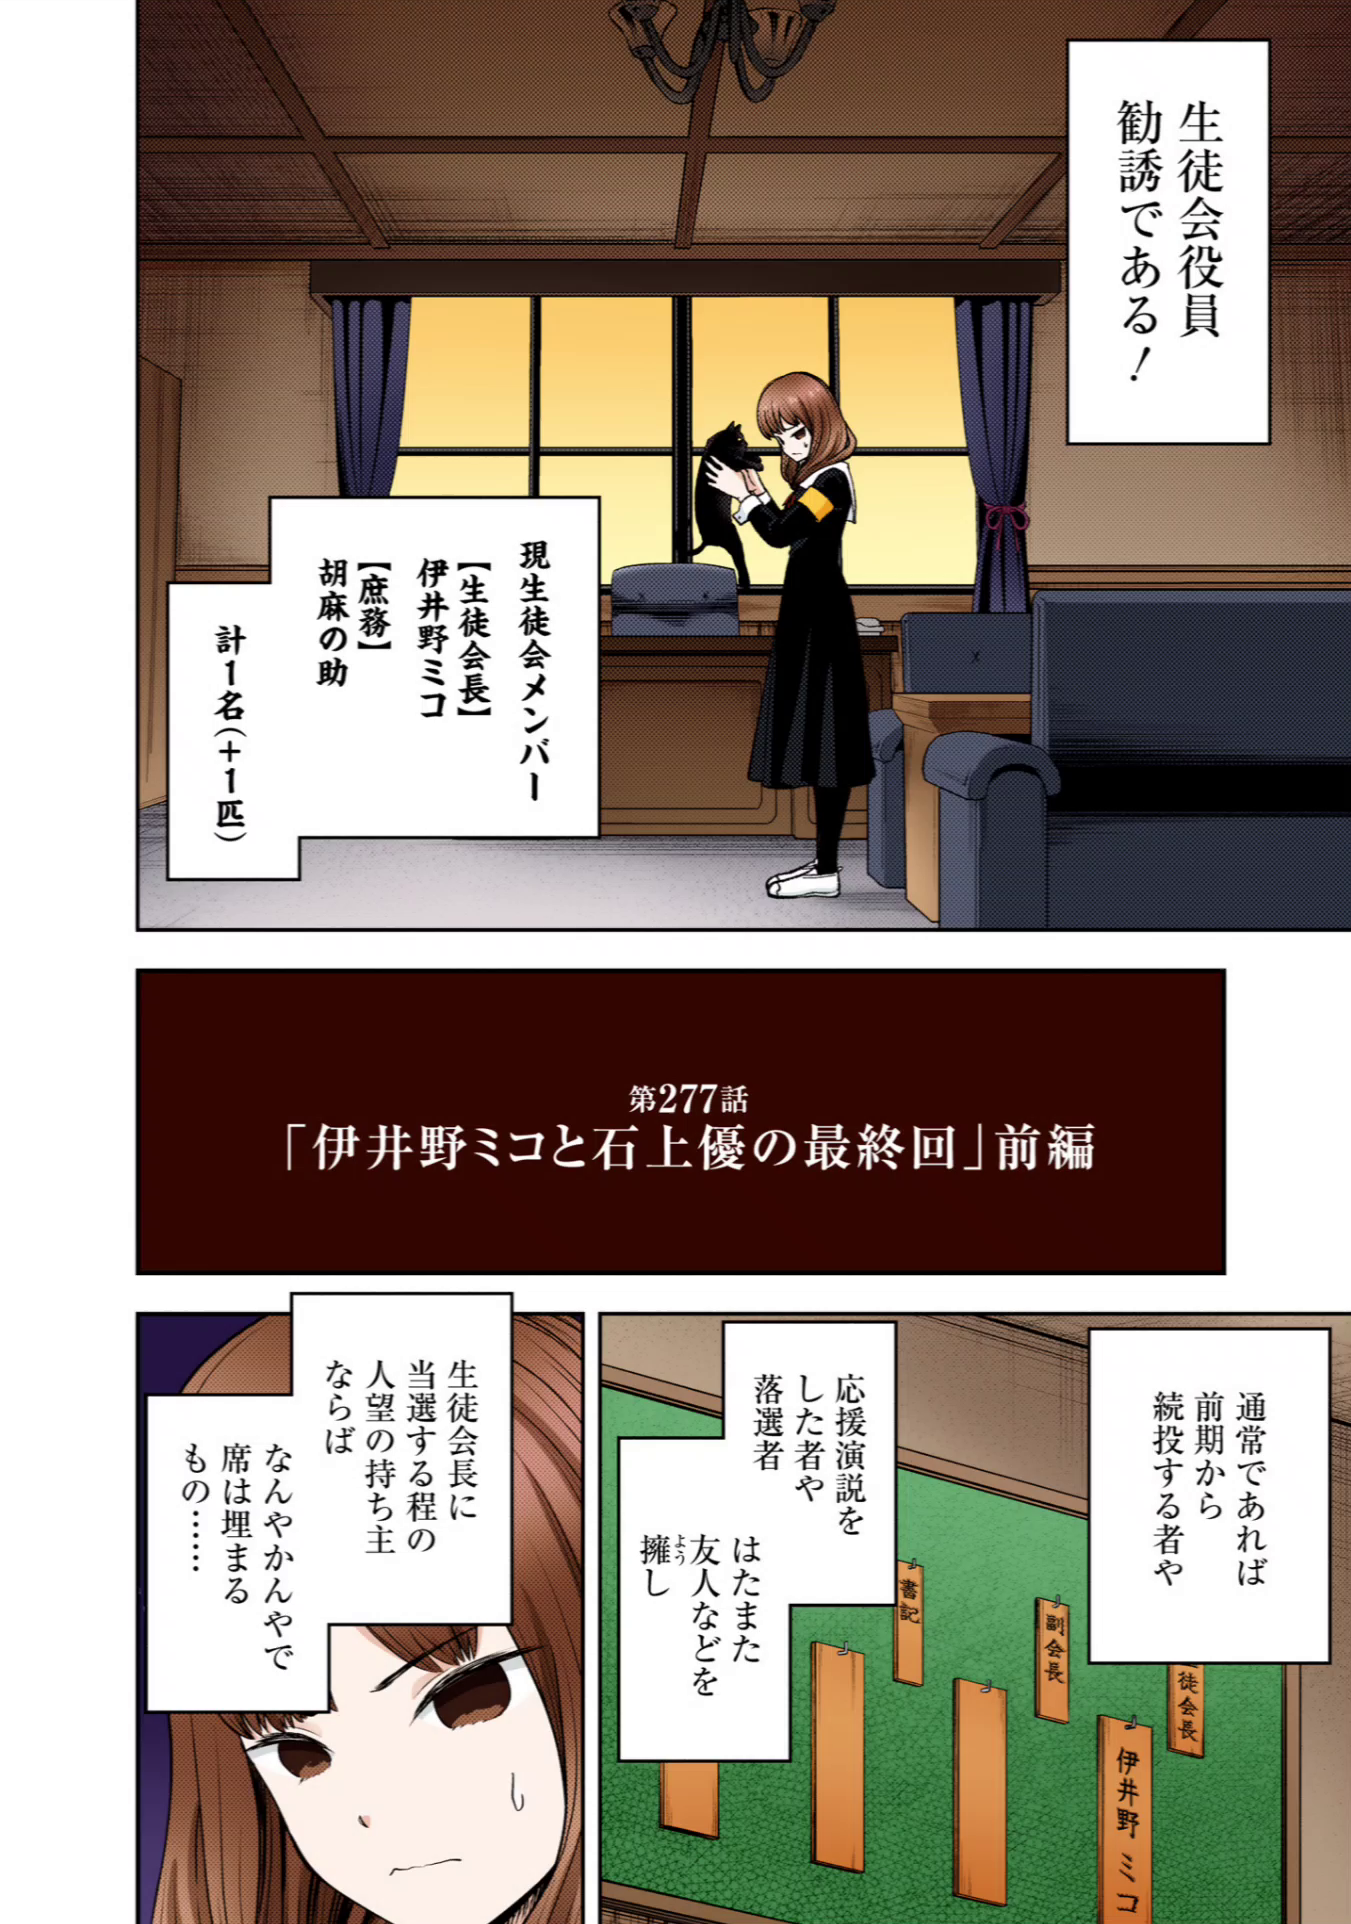 生徒会役員
勧誘である！
現生徒会メンバー
【生徒会長】
伊井野ミコ
【庶務】
胡麻の助
計1名(+1匹)
第277話
「伊井野ミコと石上優の最終回」前編
通常であれば
前期から
続投する者や
応援演説を
した者や
落選者
はたまた
友人などを
擁し
よう
徒会長
伊井野ミコ
副会長
書記
生徒会長に
当選する程の
人望の持ち主
ならば
なんやかんやで
席は埋まる
もの……